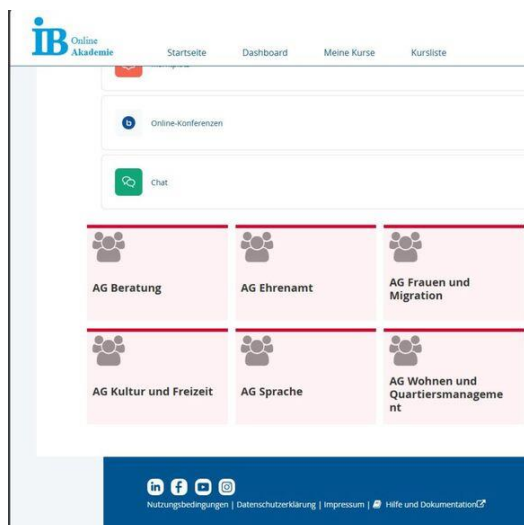 iB Online
Akademie
Startseite Dashboard Meine Kurse Kursliste
Online-Konferenzen
Chat
AG Beratung
AG Ehrenamt
AG Frauen und
Migration
AG Kultur und Freizeit
AG Sprache
AG Wohnen und
Quartiersmanageme
nt
Nutzungsbedingungen | Datenschutzerklärung | Impressum | Hilfe und Dokumentation